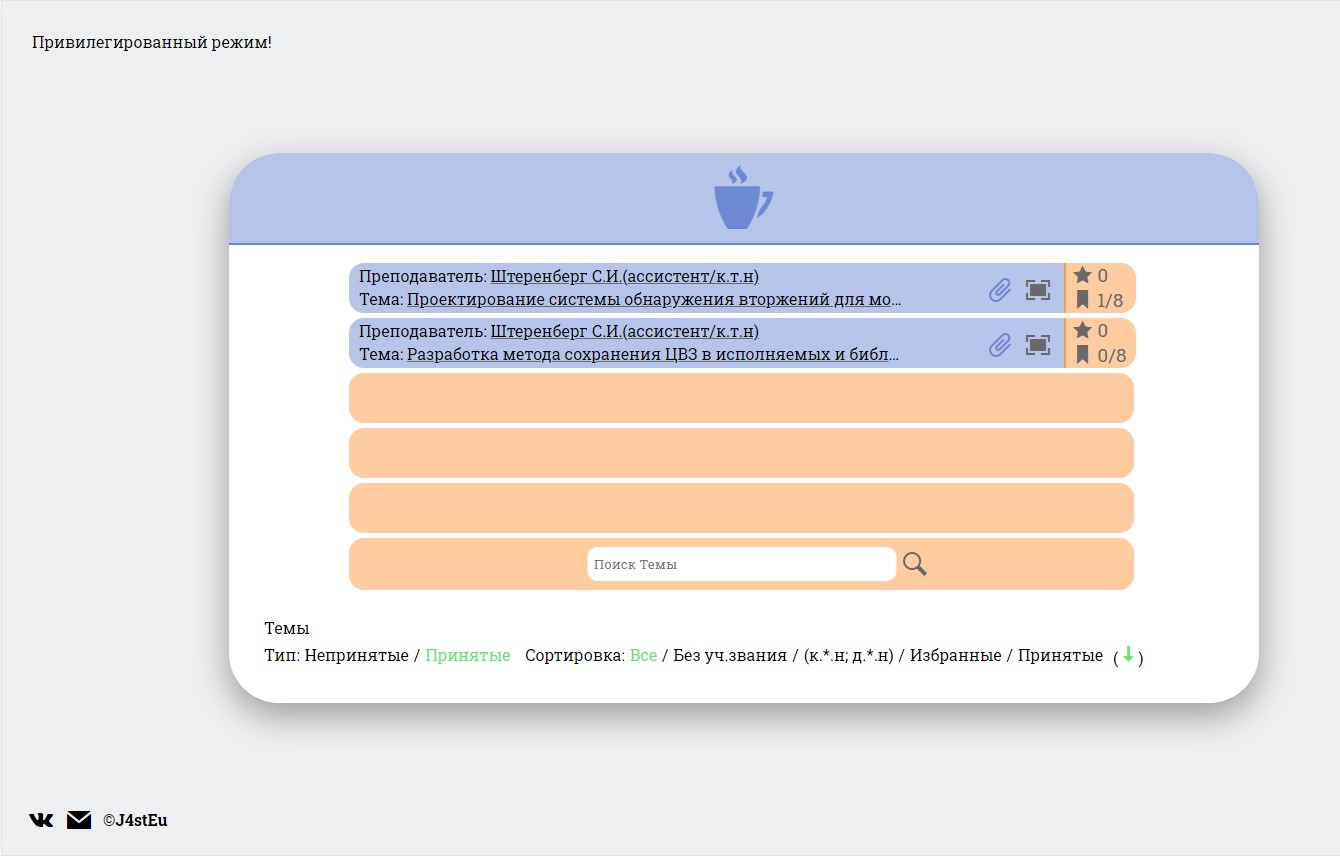 Привилегированный режим!
Преподаватель: Штеренберг С.И.(ассистент/к.т.н)
Тема: Проектирование системы обнаружения вторжений для мо...
0
1/8
Преподаватель: Штеренберг С.И.(ассистент/к.т.н)
Тема: Разработка метода сохранения ЦВЗ в исполняемых и библ...
0
0/8
Поиск Темы
Темы
Тип: Непринятые / Принятые Сортировка: Все / Без уч.звания / (к.*.н; д.*.н) / Избранные / Принятые (↓)
©J4stEu